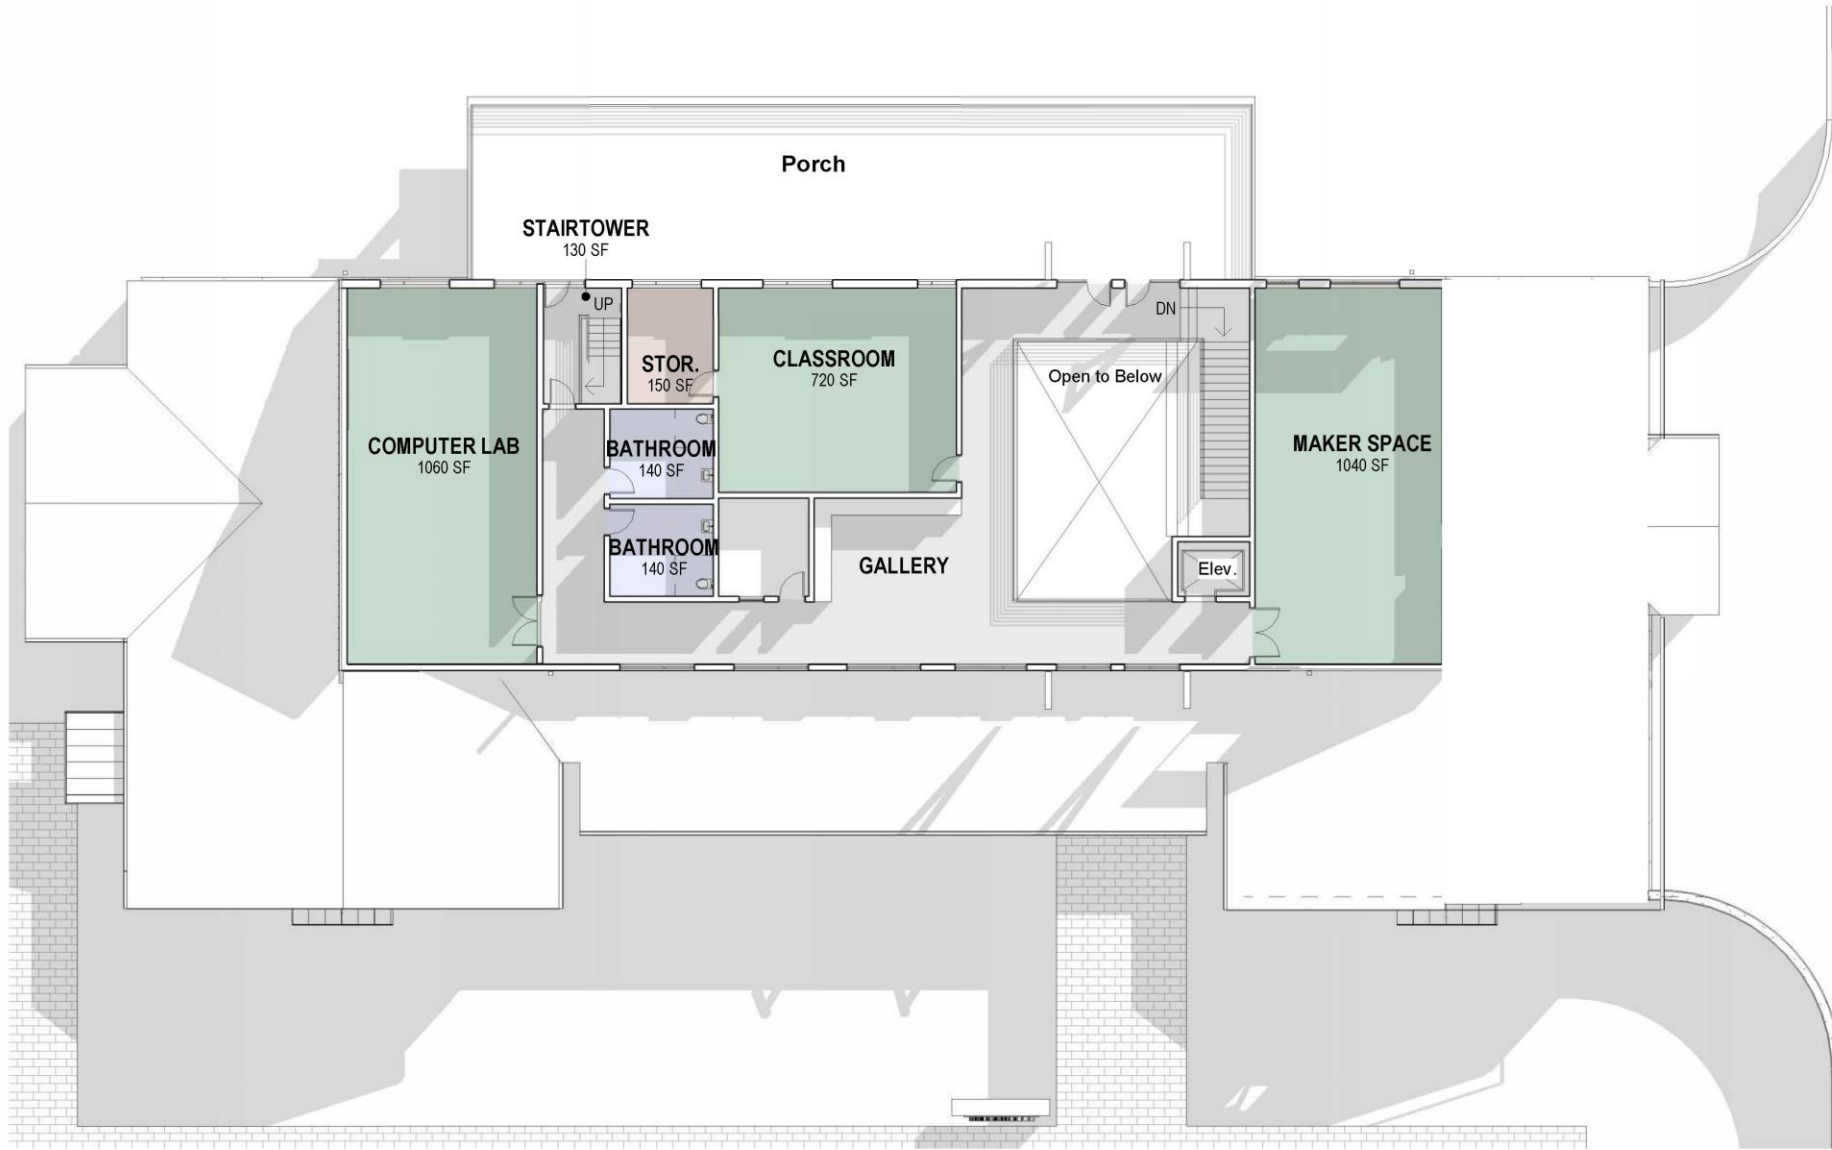 Porch
STAIRTOWER
130 SF
UP
DN
STOR.
150 SF
CLASSROOM
720 SF
Open to Below
COMPUTER LAB
1060 SF
BATHROOM
140 SF
MAKER SPACE
1040 SF
BATHROOM
140 SF
GALLERY
Elev.